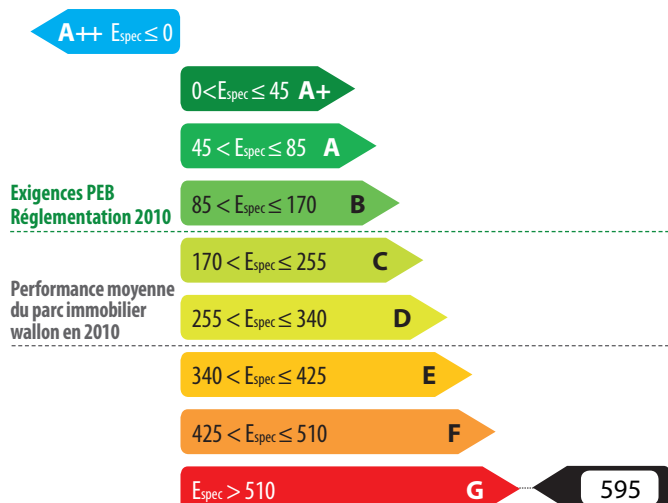 A++ Espec ≤ 0
0<Espec ≤ 45 A+
45 < Espec ≤ 85 A
Exigences PEB
Réglementation 2010
85 < Espec ≤ 170 B
170 < Espec ≤ 255 C
Performance moyenne
du parc immobilier
wallon en 2010
255 < Espec ≤ 340 D
340 < Espec ≤ 425 E
425 < Espec ≤ 510 F
Espec > 510 G 595